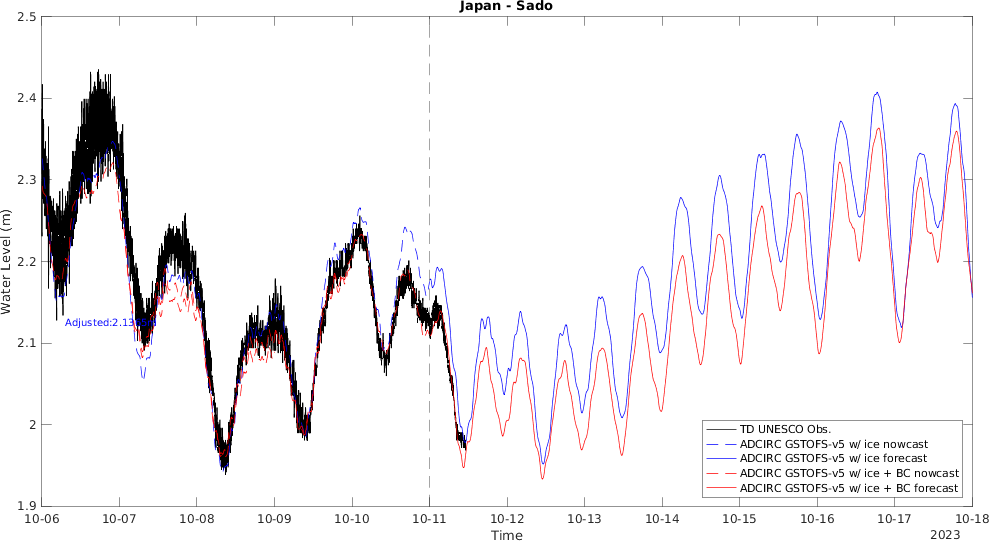 Japan - Sado
2.5
2.4
2.3
2.2
2.1
2
1.9
Water Level (m)
Adjusted:2.13
10-06
10-07
10-08
10-09
10-10
10-11
10-12
10-13
10-14
10-15
10-16
10-17
10-18
Time
2023
TD UNESCO Obs.
ADCIRC GSTOFS-v5 w/ ice nowcast
ADCIRC GSTOFS-v5 w/ ice forecast
ADCIRC GSTOFS-v5 w/ ice + BC nowcast
ADCIRC GSTOFS-v5 w/ ice + BC forecast